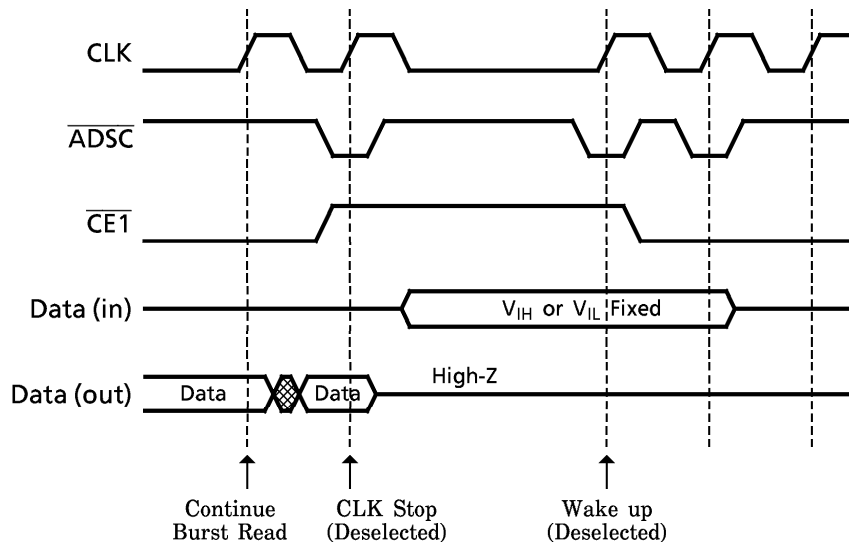 CLK
ADSC
CE1
Data (in)
VIH or VIL Fixed
Data (out)
Data
Data
High-Z
Continue
Burst Read
CLK Stop
(Deselected)
Wake up
(Deselected)